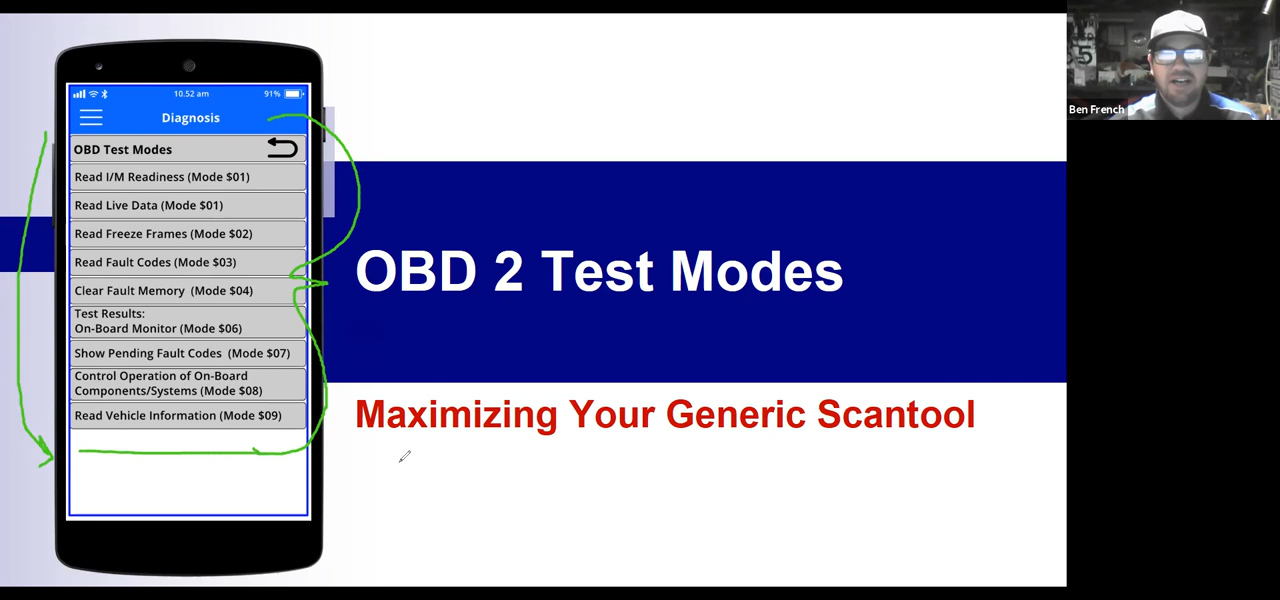 10.52 am
91%
Diagnosis
OBD Test Modes
Read I/M Readiness (Mode $01)
Read Live Data (Mode $01)
Read Freeze Frames (Mode $02)
Read Fault Codes (Mode $03)
Clear Fault Memory (Mode $04)
Test Results:
On-Board Monitor (Mode $06)
Show Pending Fault Codes (Mode $07)
Control Operation of On-Board
Components/Systems (Mode $08)
Read Vehicle Information (Mode $09)
OBD 2 Test Modes
Maximizing Your Generic Scantool
Ben French